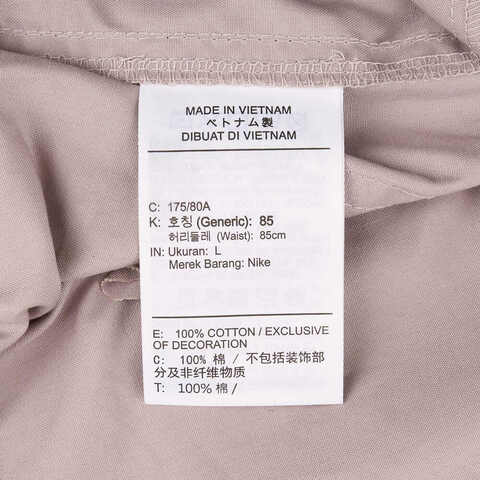 MADE IN VIETNAM
ベトナム製
DIBUAT DI VIETNAM
C: 175/80A
K: 호칭 (Generic): 85
허리둘레 (Waist): 85cm
IN: Ukuran: L
Merek Barang: Nike
E: 100% COTTON / EXCLUSIVE
OF DECORATION
C: 100% 棉 / 不包括装饰部
分及非纤维物质
T: 100% 棉 /